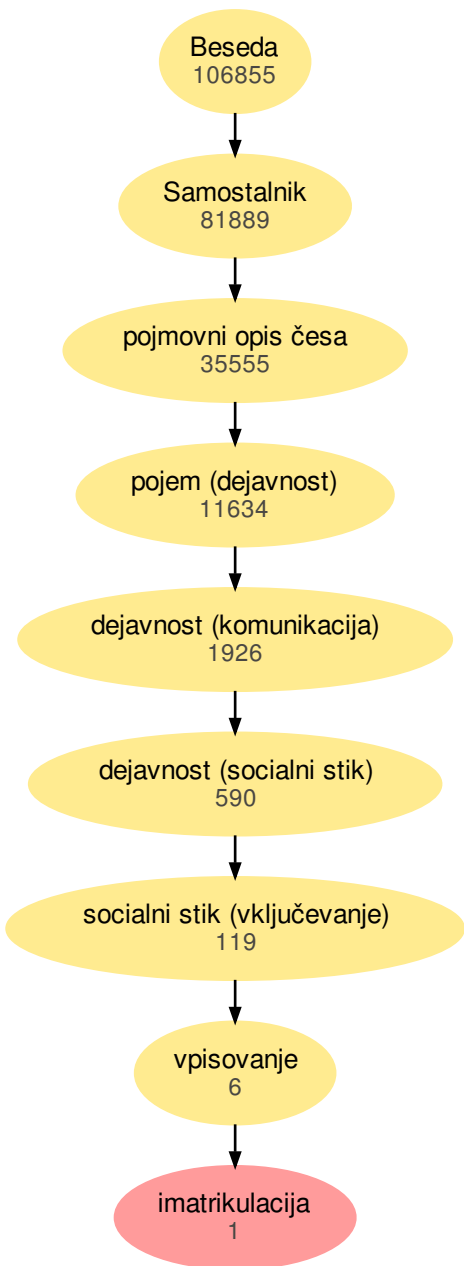 Beseda
106855
Samostalnik
81889
pojmovni opis česa
35555
pojem (dejavnost)
11634
dejavnost (komunikacija)
1926
dejavnost (socialni stik)
590
socialni stik (vključevanje)
119
vpisovanje
6
imatrikulacija
1